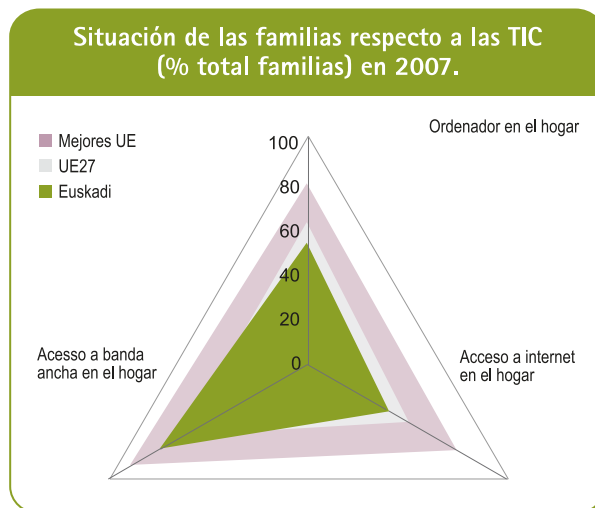 Situación de las familias respecto a las TIC
(% total familias) en 2007.
Mejores UE
UE27
Euskadi
100
80
60
40
20
0
Ordenador en el hogar
Acesso a banda
ancha en el hogar
Acceso a internet
en el hogar